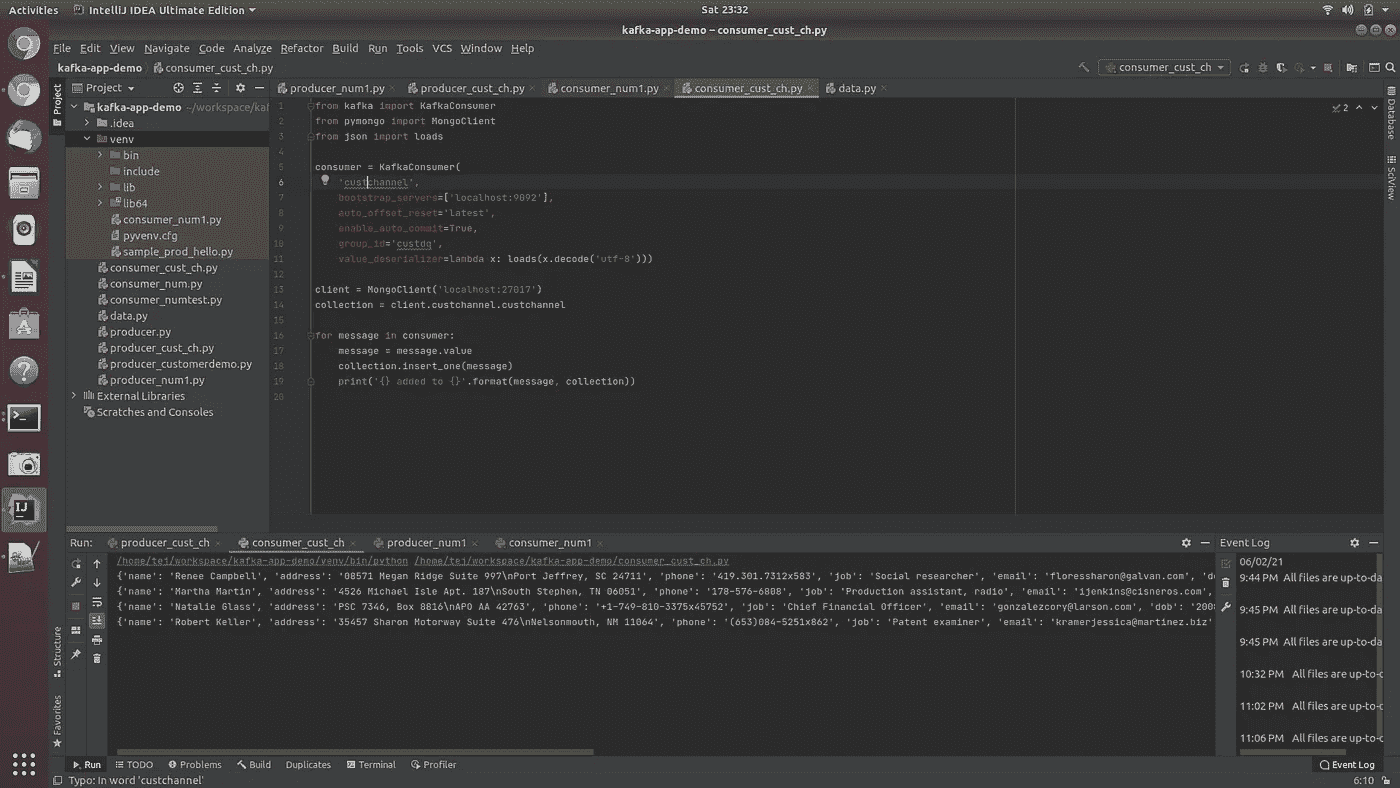 Activities IntelliJ IDEA Ultimate Edition Sat 23:32
kafka-app-demo – consumer_cust_ch.py
File Edit View Navigate Code Analyze Refactor Build Run Tools VCS Window Help
kafka-app-demo consumer_cust_ch.py consumer_cust_ch
Project producer_num1.py producer_cust_ch.py consumer_num1.py consumer_cust_ch.py data.py
Project
Database
SciView
kafka-app-demo ~/workspace/kaf
.idea
venv
bin
include
lib
lib64
consumer_num1.py
pyvenv.cfg
sample_prod_hello.py
consumer_cust_ch.py
consumer_num.py
consumer_numtest.py
data.py
producer.py
producer_cust_ch.py
producer_customerdemo.py
producer_num1.py
External Libraries
Scratches and Consoles
2
1 from kafka import KafkaConsumer
2 from pymongo import MongoClient
3 from json import loads
4
5 consumer = KafkaConsumer(
6 'custchannel',
7 bootstrap_servers=['localhost:9092'],
8 auto_offset_reset='latest',
9 enable_auto_commit=True,
10 group_id='custdq',
11 value_deserializer=lambda x: loads(x.decode('utf-8')))
12
13 client = MongoClient('localhost:27017')
14 collection = client.custchannel.custchannel
15
16 for message in consumer:
17 message = message.value
18 collection.insert_one(message)
19 print('{} added to {}'.format(message, collection))
20
Run: producer_cust_ch consumer_cust_ch producer_num1 consumer_num1
/home/te1/workspace/kafka-app-demo/venv/bin/python /home/te1/workspace/kafka-app-demo/consumer_cust_ch.py
{'name': 'Renee Campbell', 'address': '08571 Megan Ridge Suite 997\nPort Jeffrey, SC 24711', 'phone': '419.301.7312x583', 'job': 'Social researcher', 'email': 'floressharon@galvan.com', 'd
{'name': 'Martha Martin', 'address': '4526 Michael Isle Apt. 187\nSouth Stephen, TN 06051', 'phone': '178-576-6808', 'job': 'Production assistant, radio', 'email': 'ijenkins@cisneros.com',
{'name': 'Natalie Glass', 'address': 'PSC 7346, Box 0816\nAPO AA 42763', 'phone': '+1-749-810-3375x45752', 'job': 'Chief Financial Officer', 'email': 'gonzalezcory@larson.com', 'dob': '200
{'name': 'Robert Keller', 'address': '35457 Sharon Motorway Suite 476\nNelsonmouth, NM 11064', 'phone': '(653)084-5251x862', 'job': 'Patent examiner', 'email': 'kramerjessica@martinez.biz'
Structure
Favorites
Event Log
06/02/21
9:44 PM All files are up-to-da
9:45 PM All files are up-to-da
9:45 PM All files are up-to-da
10:32 PM All files are up-to-c
11:02 PM All files are up-to-c
11:06 PM All files are up-to-c
Run TODO Problems Build Duplicates Terminal Profiler Event Log
Typo: In word 'custchannel' 6:10